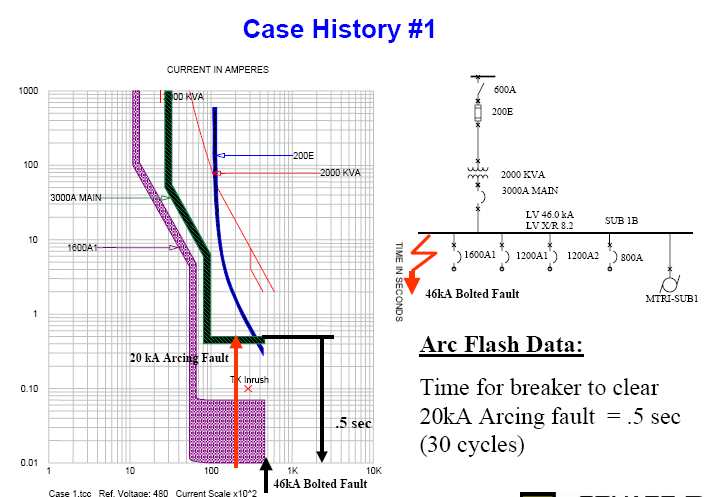 Case History #1
CURRENT IN AMPERES
1000
100
10
1
0.10
0.01
00 KVA
200E
2000 KVA
3000A MAIN
1600A1
20 kA Arcing Fault
TX Inrush
.5 sec
46kA Bolted Fault
1
10
100
1K
10K
Case 1.tcc Ref. Voltage: 480 Current Scale x10^2
TIME IN SECONDS
600A
200E
2000 KVA
3000A MAIN
LV 46.0 kA
LV X/R 8.2
SUB 1B
1600A1
1200A1
1200A2
800A
46kA Bolted Fault
MTRI-SUB1
Arc Flash Data:
Time for breaker to clear
20kA Arcing fault = .5 sec
(30 cycles)